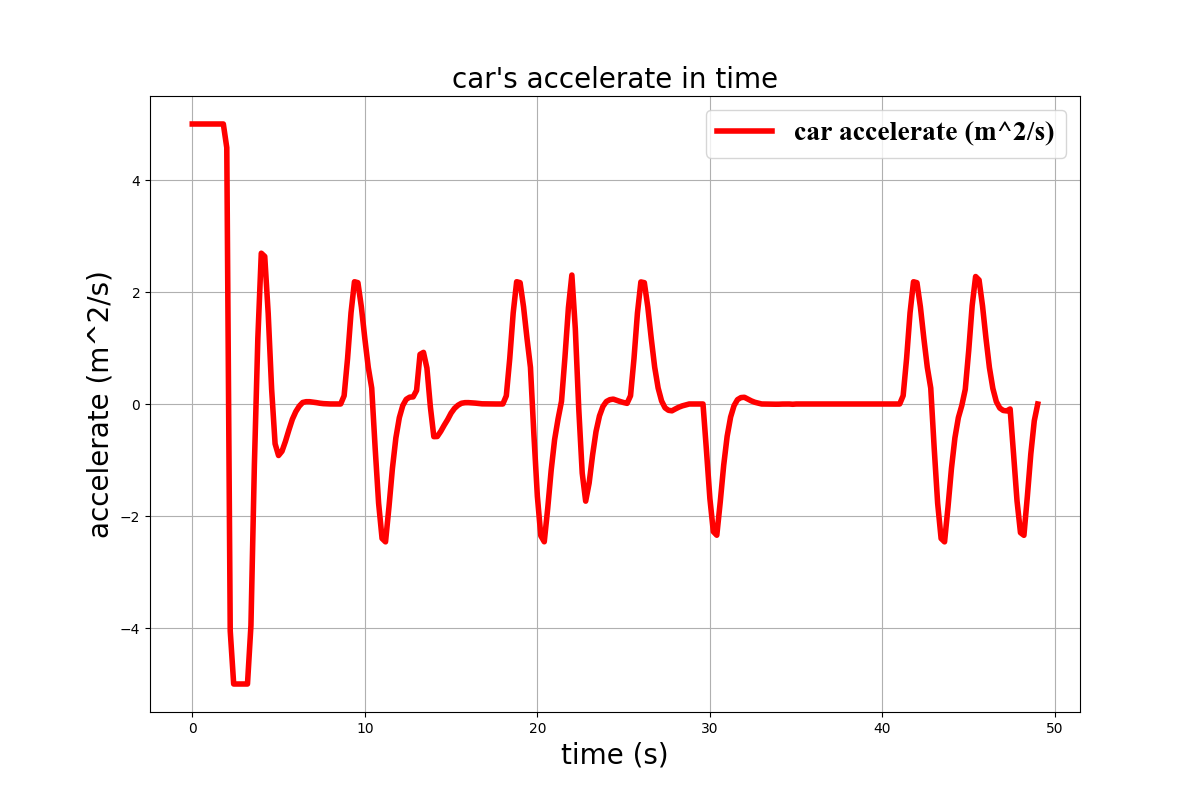 car's accelerate in time
car accelerate (m^2/s)
accelerate (m^2/s)
4
2
0
−2
−4
0 10 20 30 40 50
time (s)